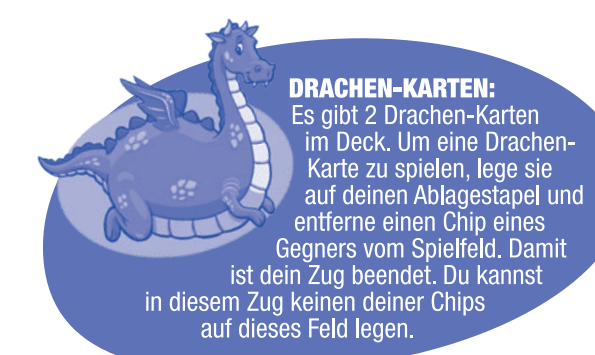 DRACHEN-KARTEN:
Es gibt 2 Drachen-Karten
im Deck. Um eine Drachen-
Karte zu spielen, lege sie
auf deinen Ablagestapel und
entferne einen Chip eines
Gegners vom Spielfeld. Damit
ist dein Zug beendet. Du kannst
in diesem Zug keinen deiner Chips
auf dieses Feld legen.